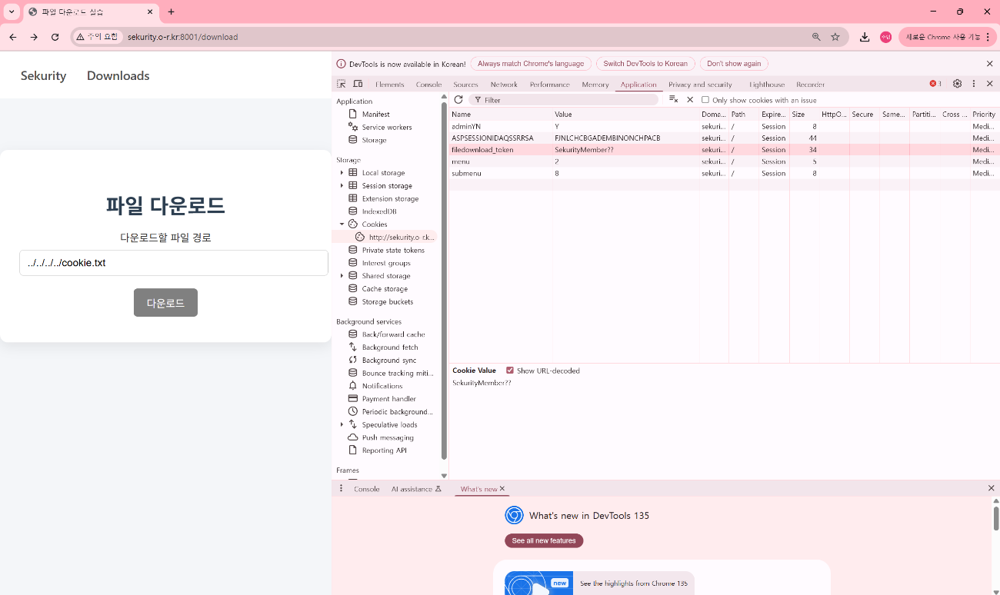 파일 다운로드 실습
주의 요함 sekurity.o-r.kr:8001/download 수민 새로운 Chrome 사용 가능
Sekurity Downloads
파일 다운로드
다운로드할 파일 경로
../../../../cookie.txt
다운로드
DevTools is now available in Korean! Always match Chrome's language Switch DevTools to Korean Don't show again
Elements Console Sources Network Performance Memory Application Privacy and security Lighthouse Recorder 3
Application
Manifest
Service workers
Storage
Storage
Local storage
Session storage
Extension storage
IndexedDB
Cookies
http://sekurity.o-r.k...
Private state tokens
Interest groups
Shared storage
Cache storage
Storage buckets
Background services
Back/forward cache
Background fetch
Background sync
Bounce tracking miti...
Notifications
Payment handler
Periodic background...
Speculative loads
Push messaging
Reporting API
Frames
Filter Only show cookies with an issue
Name Value Doma... Path Expire... Size HttpO... Secure Same... Partiti... Cross ... Priority
adminYN Y sekuri... / Session 8 Medi...
ASPSESSIONIDAQSSRRSA FJNLCHCBGADEMBINONCHPACB sekuri... / Session 44 Medi...
filedownload_token SekurityMember?? sekuri... / Session 34 Medi...
menu 2 sekuri... / Session 5 Medi...
submenu 8 sekuri... / Session 8 Medi...
Cookie Value Show URL-decoded
SekurityMember??
Console AI assistance What's new
What's new in DevTools 135
See all new features
new
See the highlights from Chrome 135